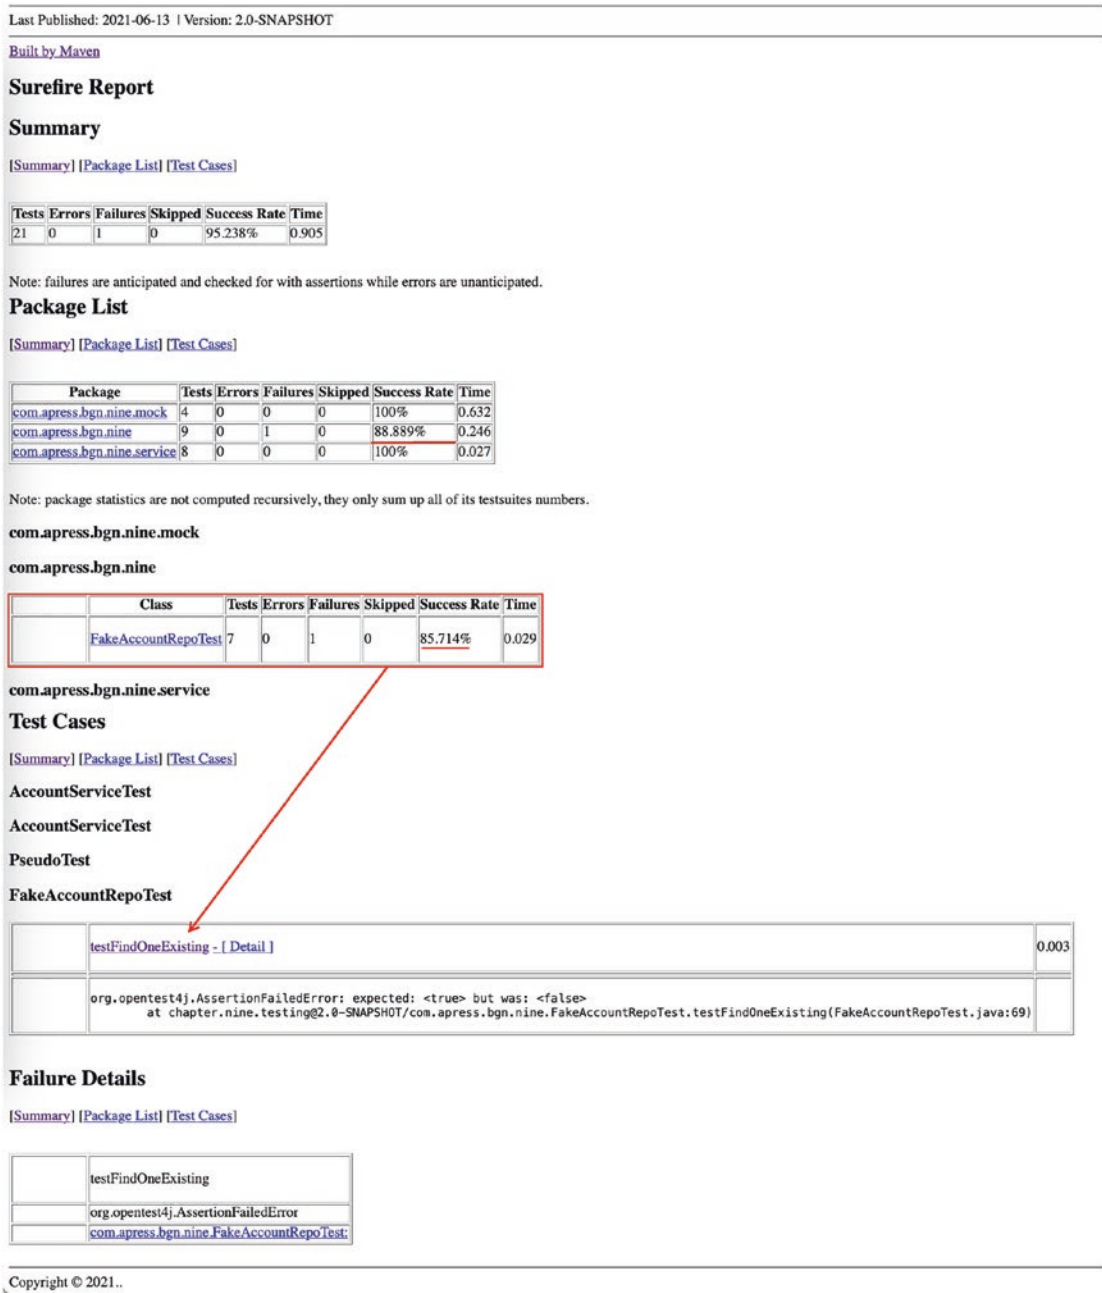 Last Published: 2021-06-13 | Version: 2.0-SNAPSHOT
Built by Maven
Surefire Report
Summary
[Summary] [Package List] [Test Cases]
Tests Errors Failures Skipped Success Rate Time
21 0 1 0 95.238% 0.905
Note: failures are anticipated and checked for with assertions while errors are unanticipated.
Package List
[Summary] [Package List] [Test Cases]
Package Tests Errors Failures Skipped Success Rate Time
com.apress.bgn.nine.mock 4 0 0 0 100% 0.632
com.apress.bgn.nine 9 0 1 0 88.889% 0.246
com.apress.bgn.nine.service 8 0 0 0 100% 0.027
Note: package statistics are not computed recursively, they only sum up all of its testsuites numbers.
com.apress.bgn.nine.mock
com.apress.bgn.nine
Class Tests Errors Failures Skipped Success Rate Time
FakeAccountRepoTest 7 0 1 0 85.714% 0.029
com.apress.bgn.nine.service
Test Cases
[Summary] [Package List] [Test Cases]
AccountServiceTest
AccountServiceTest
PseudoTest
FakeAccountRepoTest
testFindOneExisting - [ Detail ] 0.003
org.opentest4j.AssertionFailedError: expected: <true> but was: <false>
at chapter.nine.testing@2.0-SNAPSHOT/com.apress.bgn.nine.FakeAccountRepoTest.testFindOneExisting(FakeAccountRepoTest.java:69)
Failure Details
[Summary] [Package List] [Test Cases]
testFindOneExisting
org.opentest4j.AssertionFailedError
com.apress.bgn.nine.FakeAccountRepoTest:
Copyright © 2021..